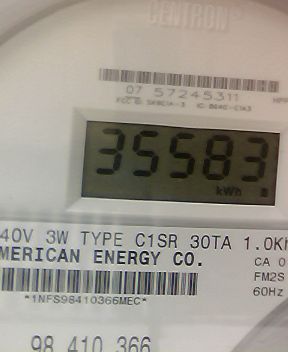 CENTRON®
07 57245311
35583
kWh
40V 3W TYPE C1SR 30TA 1.0Kh
MERICAN ENERGY CO.
CA 0
FM2S
60Hz
*1NFS98410366MEC*
98 410 366